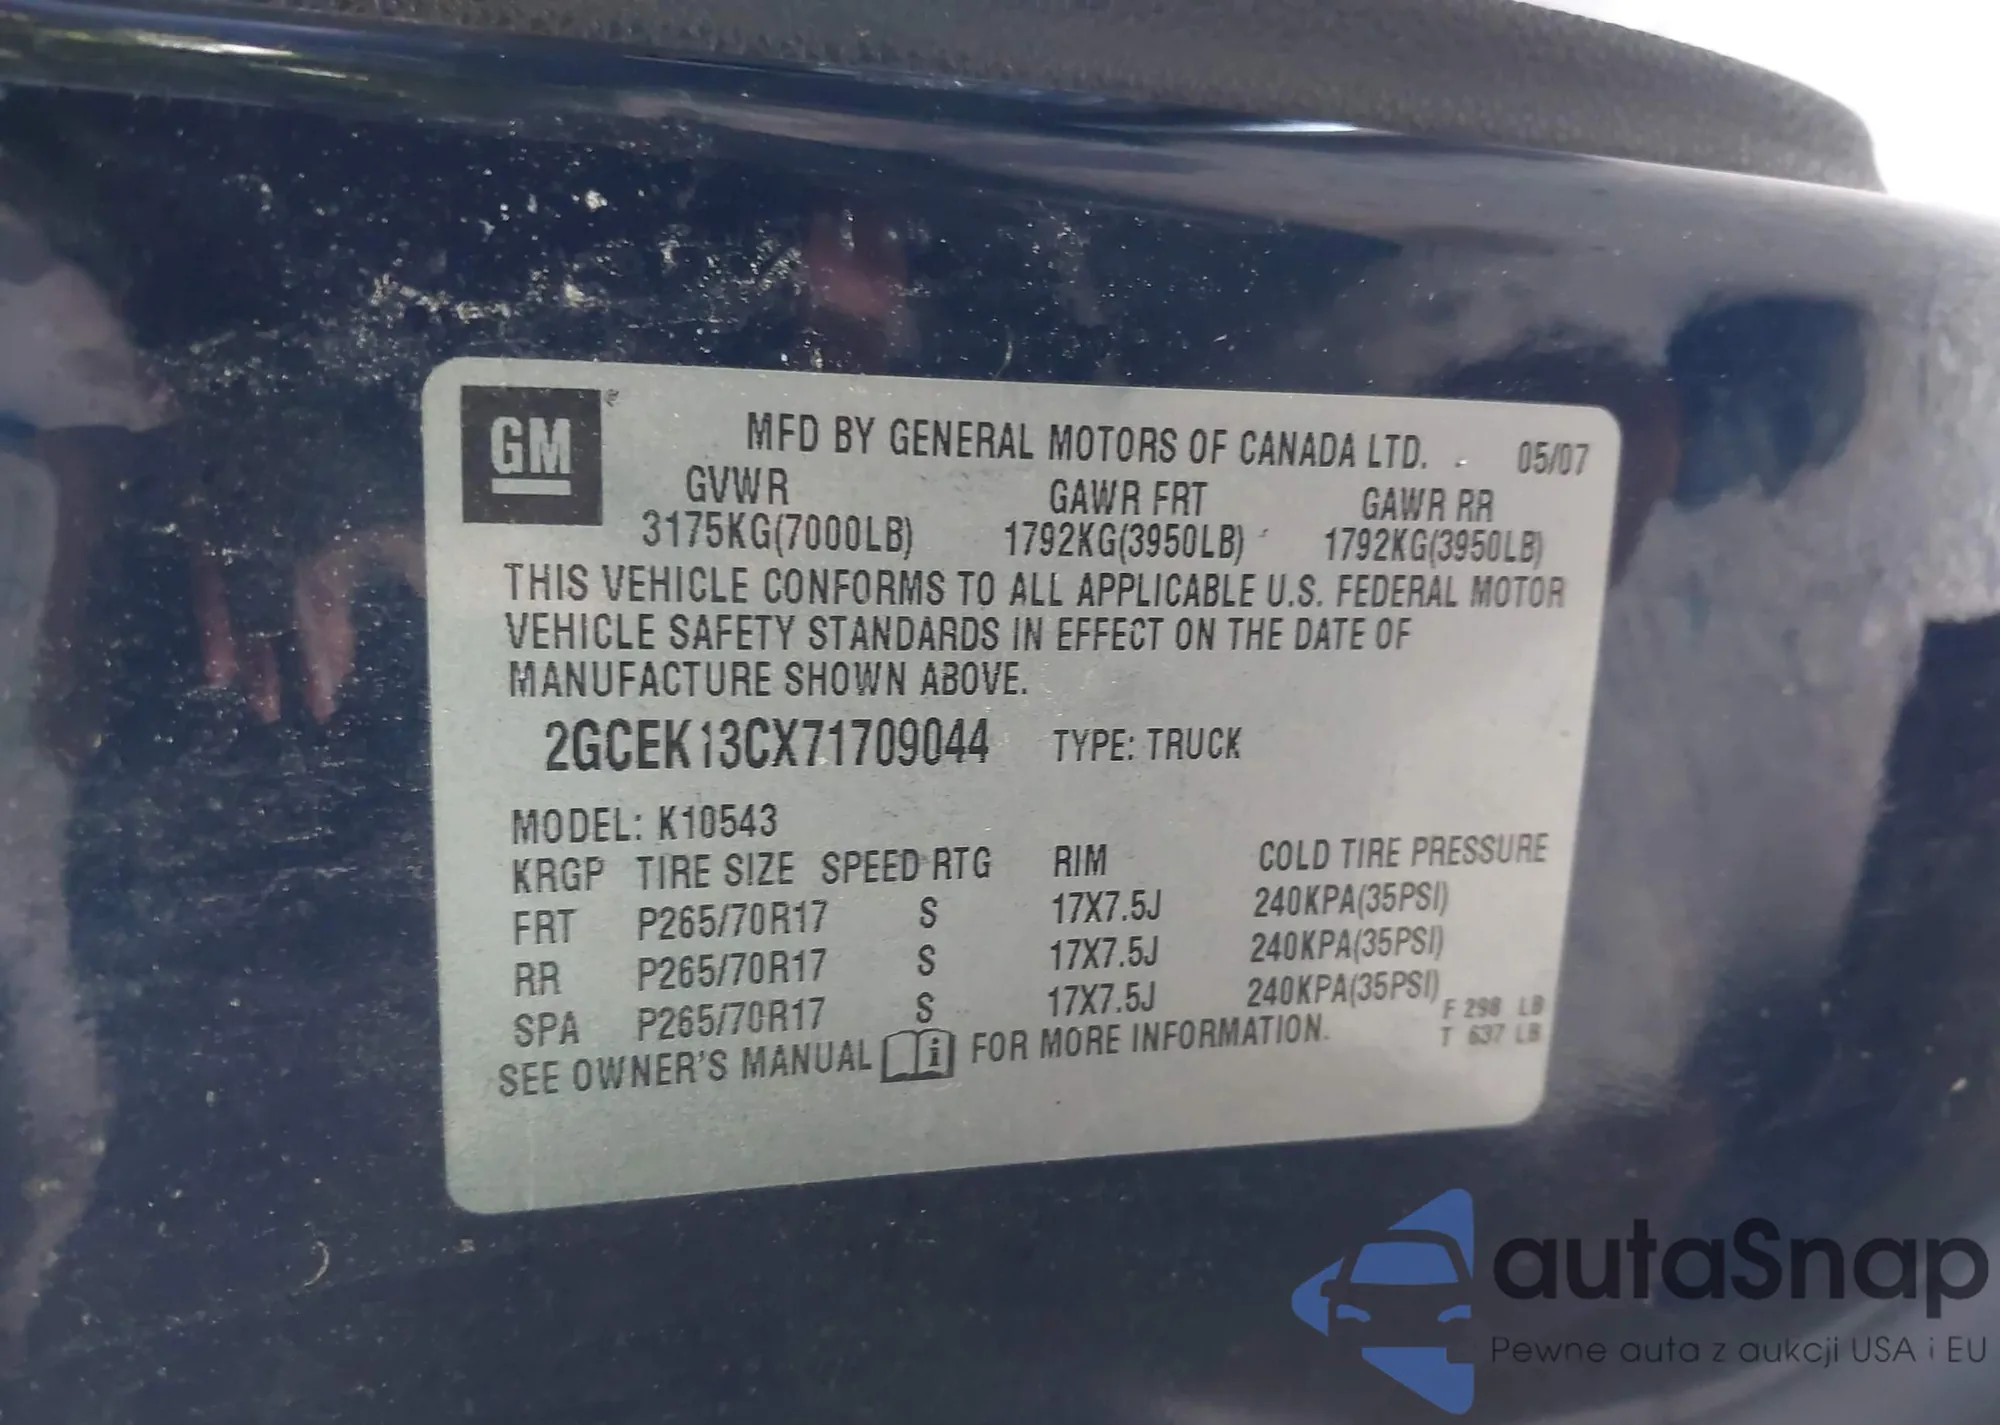 GM
MFD BY GENERAL MOTORS OF CANADA LTD. 05/07
GVWR GAWR FRT GAWR RR
3175KG(7000LB) 1792KG(3950LB) 1792KG(3950LB)
THIS VEHICLE CONFORMS TO ALL APPLICABLE U.S. FEDERAL MOTOR
VEHICLE SAFETY STANDARDS IN EFFECT ON THE DATE OF
MANUFACTURE SHOWN ABOVE.
2GCEK13CX71709044 TYPE: TRUCK
MODEL: K10543
KRGP TIRE SIZE SPEED RTG RIM COLD TIRE PRESSURE
FRT P265/70R17 S 17X7.5J 240KPA(35PSI)
RR P265/70R17 S 17X7.5J 240KPA(35PSI)
SPA P265/70R17 S 17X7.5J 240KPA(35PSI)
F 298 LB
T 637 LB
SEE OWNER'S MANUAL i FOR MORE INFORMATION.
autaSnap
Pewne auta z aukcji USA i EU